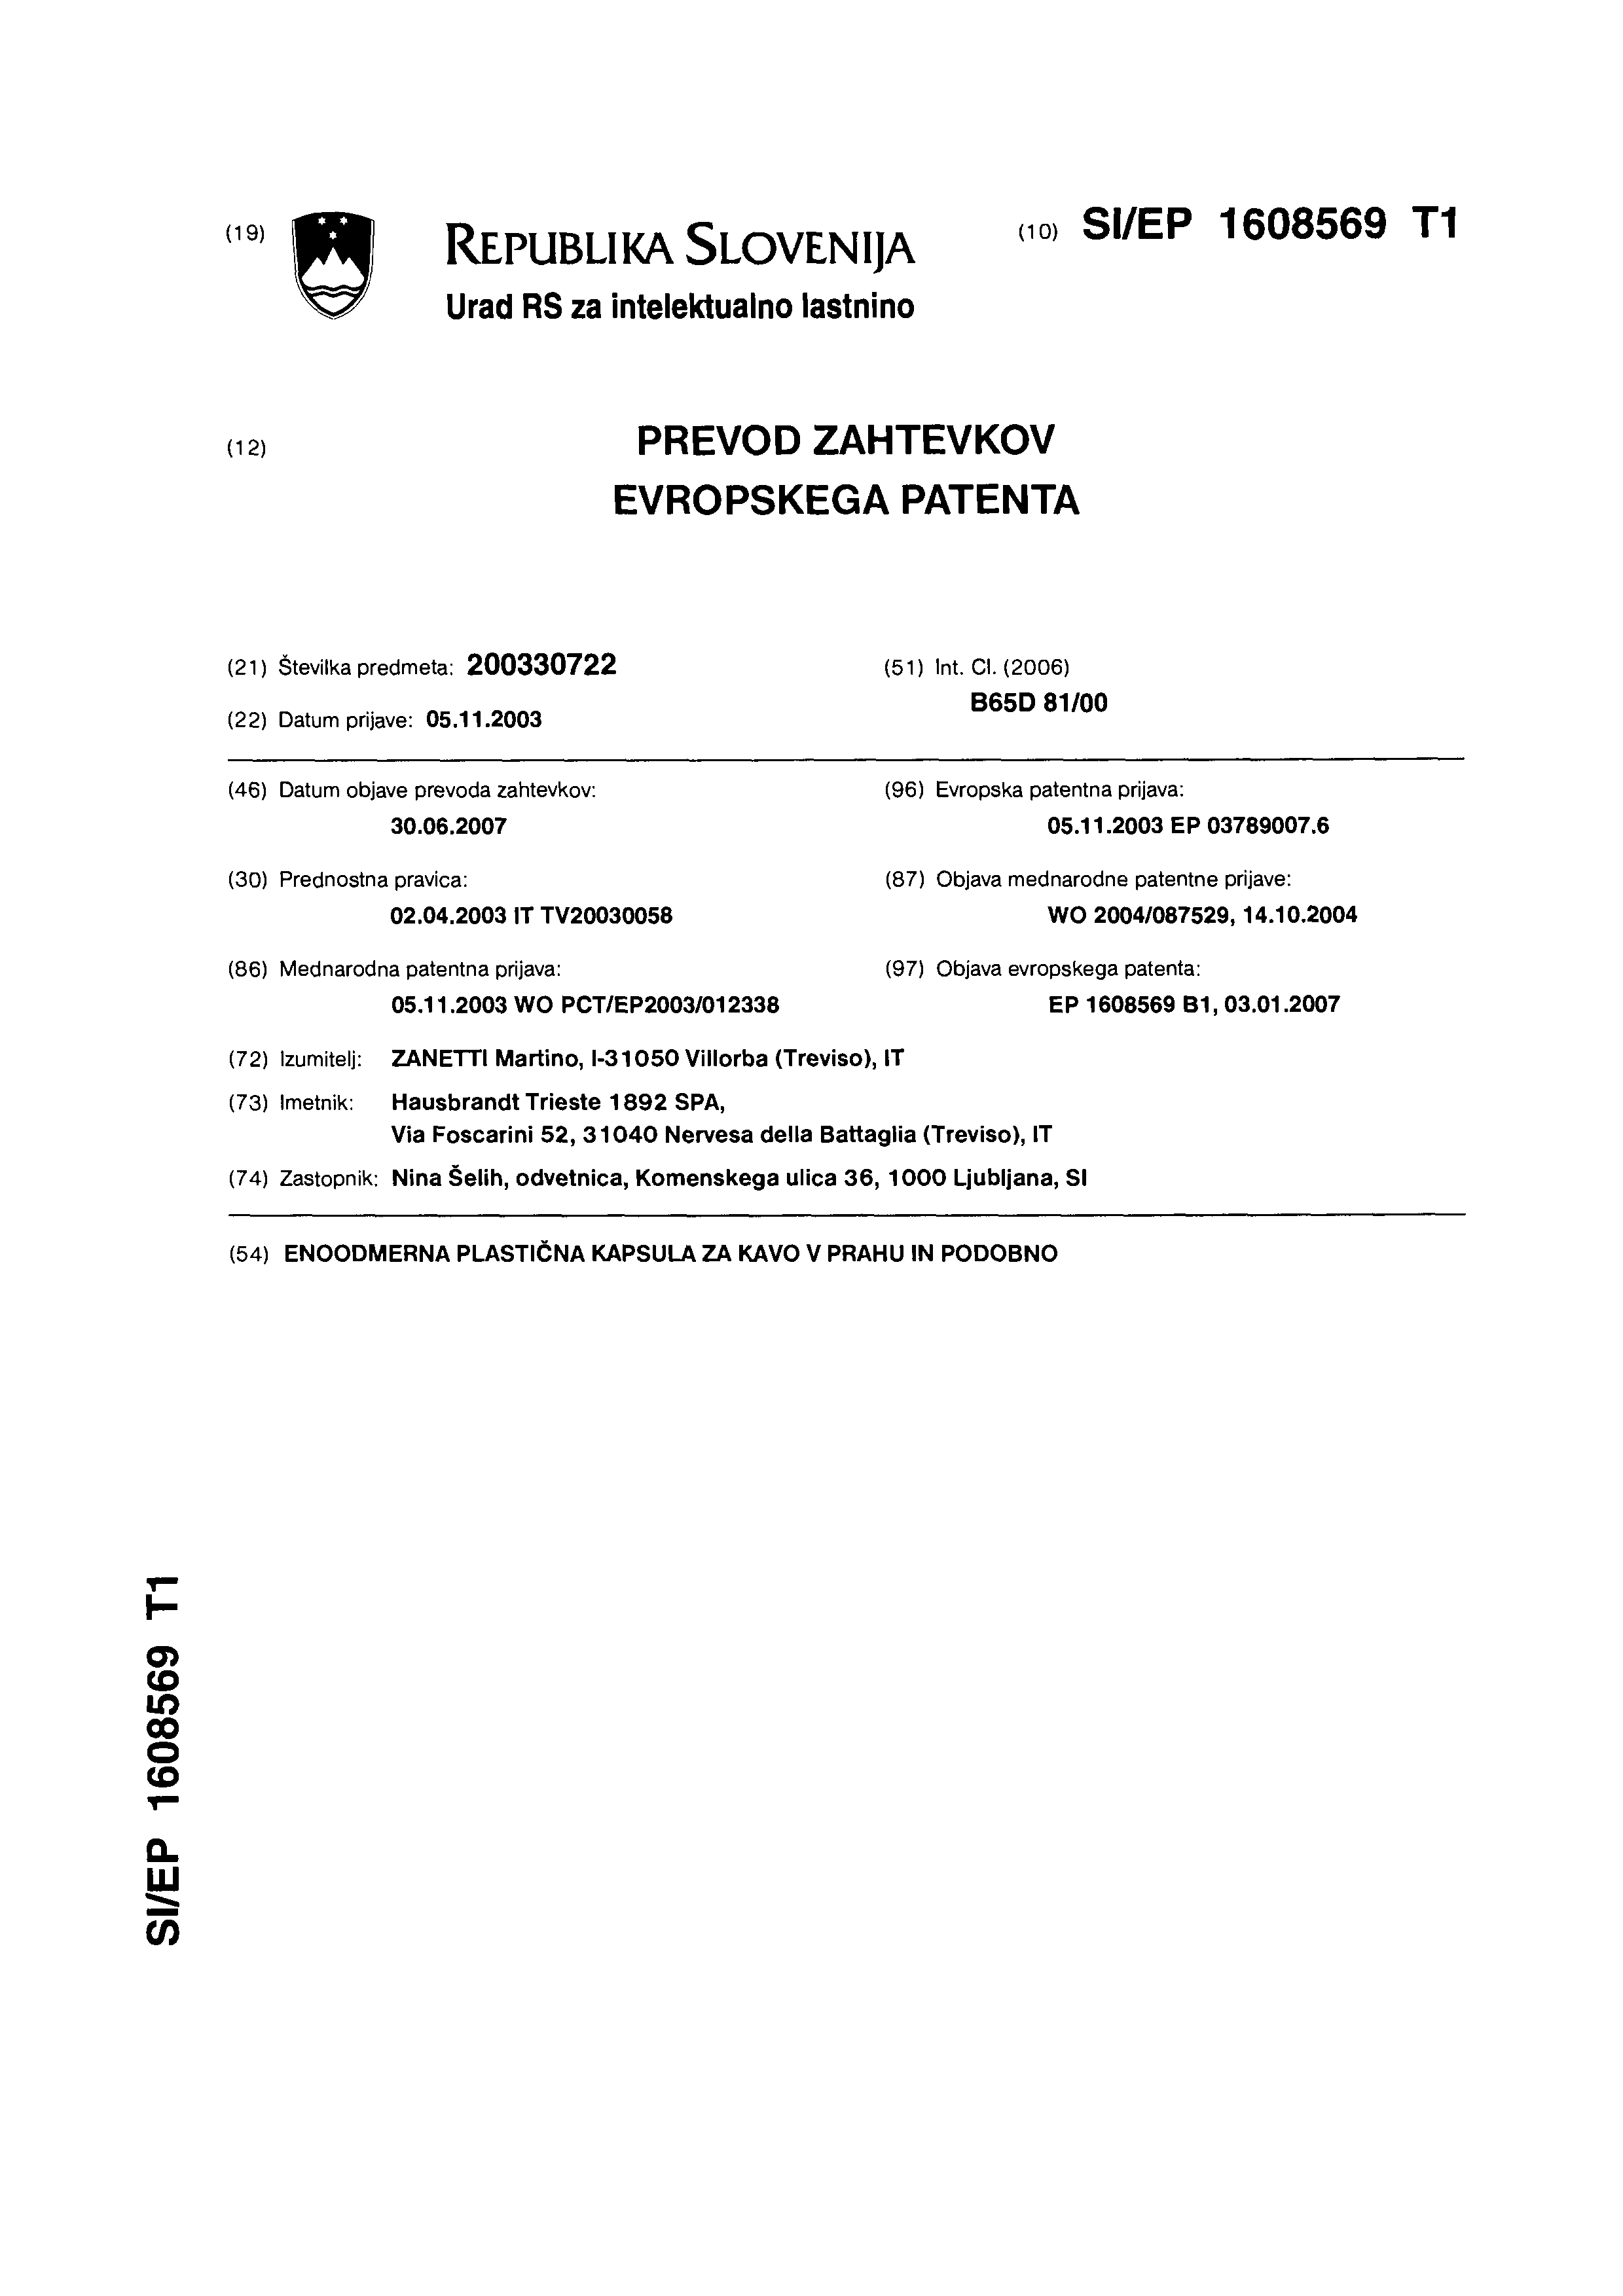 (19)
REPUBLIKA SLOVENIJA
Urad RS za intelektualno lastnino
(10) SI/EP 1608569 T1
(12)
PREVOD ZAHTEVKOV
EVROPSKEGA PATENTA
(21) Številka predmeta: 200330722
(22) Datum prijave: 05.11.2003
(51) Int. Cl. (2006)
B65D 81/00
(46) Datum objave prevoda zahtevkov:
30.06.2007
(96) Evropska patentna prijava:
05.11.2003 EP 03789007.6
(30) Prednostna pravica:
02.04.2003 IT TV20030058
(87) Objava mednarodne patentne prijave:
WO 2004/087529, 14.10.2004
(86) Mednarodna patentna prijava:
05.11.2003 WO PCT/EP2003/012338
(97) Objava evropskega patenta:
EP 1608569 B1, 03.01.2007
(72) Izumitelj: ZANETTI Martino, I-31050 Villorba (Treviso), IT
(73) Imetnik: Hausbrandt Trieste 1892 SPA,
Via Foscarini 52, 31040 Nervesa della Battaglia (Treviso), IT
(74) Zastopnik: Nina Šelih, odvetnica, Komenskega ulica 36, 1000 Ljubljana, SI
(54) ENOODMERNA PLASTIČNA KAPSULA ZA KAVO V PRAHU IN PODOBNO
SI/EP 1608569 T1